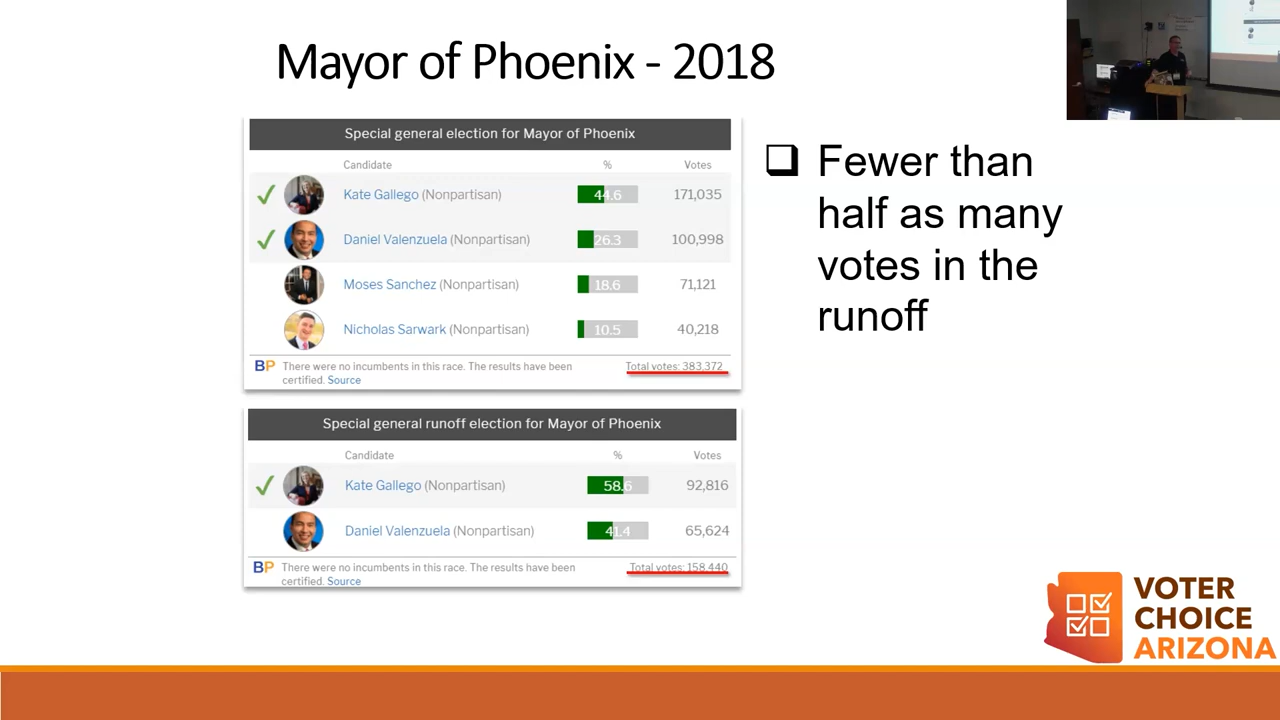 Mayor of Phoenix - 2018
Special general election for Mayor of Phoenix
Candidate % Votes
Kate Gallego (Nonpartisan) 44.6 171,035
Daniel Valenzuela (Nonpartisan) 26.3 100,998
Moses Sanchez (Nonpartisan) 18.6 71,121
Nicholas Sarwark (Nonpartisan) 10.5 40,218
BP There were no incumbents in this race. The results have been Total votes: 383,372
certified. Source
Special general runoff election for Mayor of Phoenix
Candidate % Votes
Kate Gallego (Nonpartisan) 58.6 92,816
Daniel Valenzuela (Nonpartisan) 41.4 65,624
BP There were no incumbents in this race. The results have been Total votes: 158,440
certified. Source
Fewer than
half as many
votes in the
runoff
VOTER
CHOICE
ARIZONA